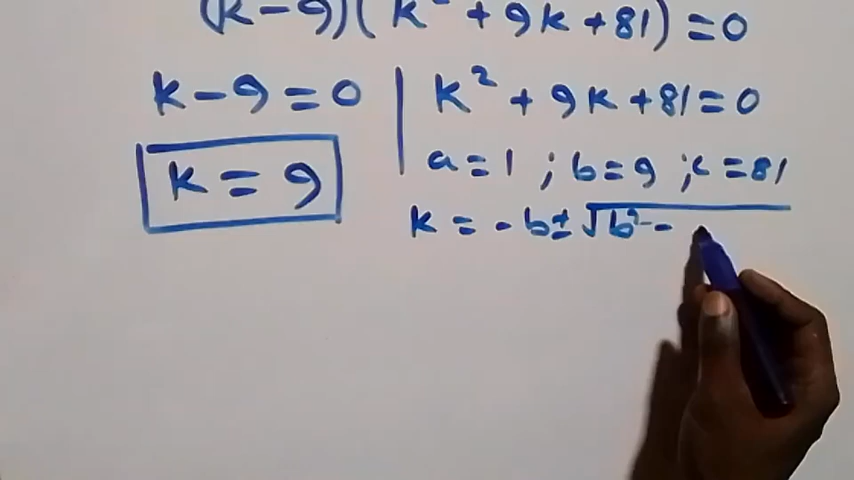 (k-9)(k²+9k+81)=0
k-9=0 | k²+9k+81=0
k=9
a=1 ; b=9 ; c=81
k = -b±√b²-